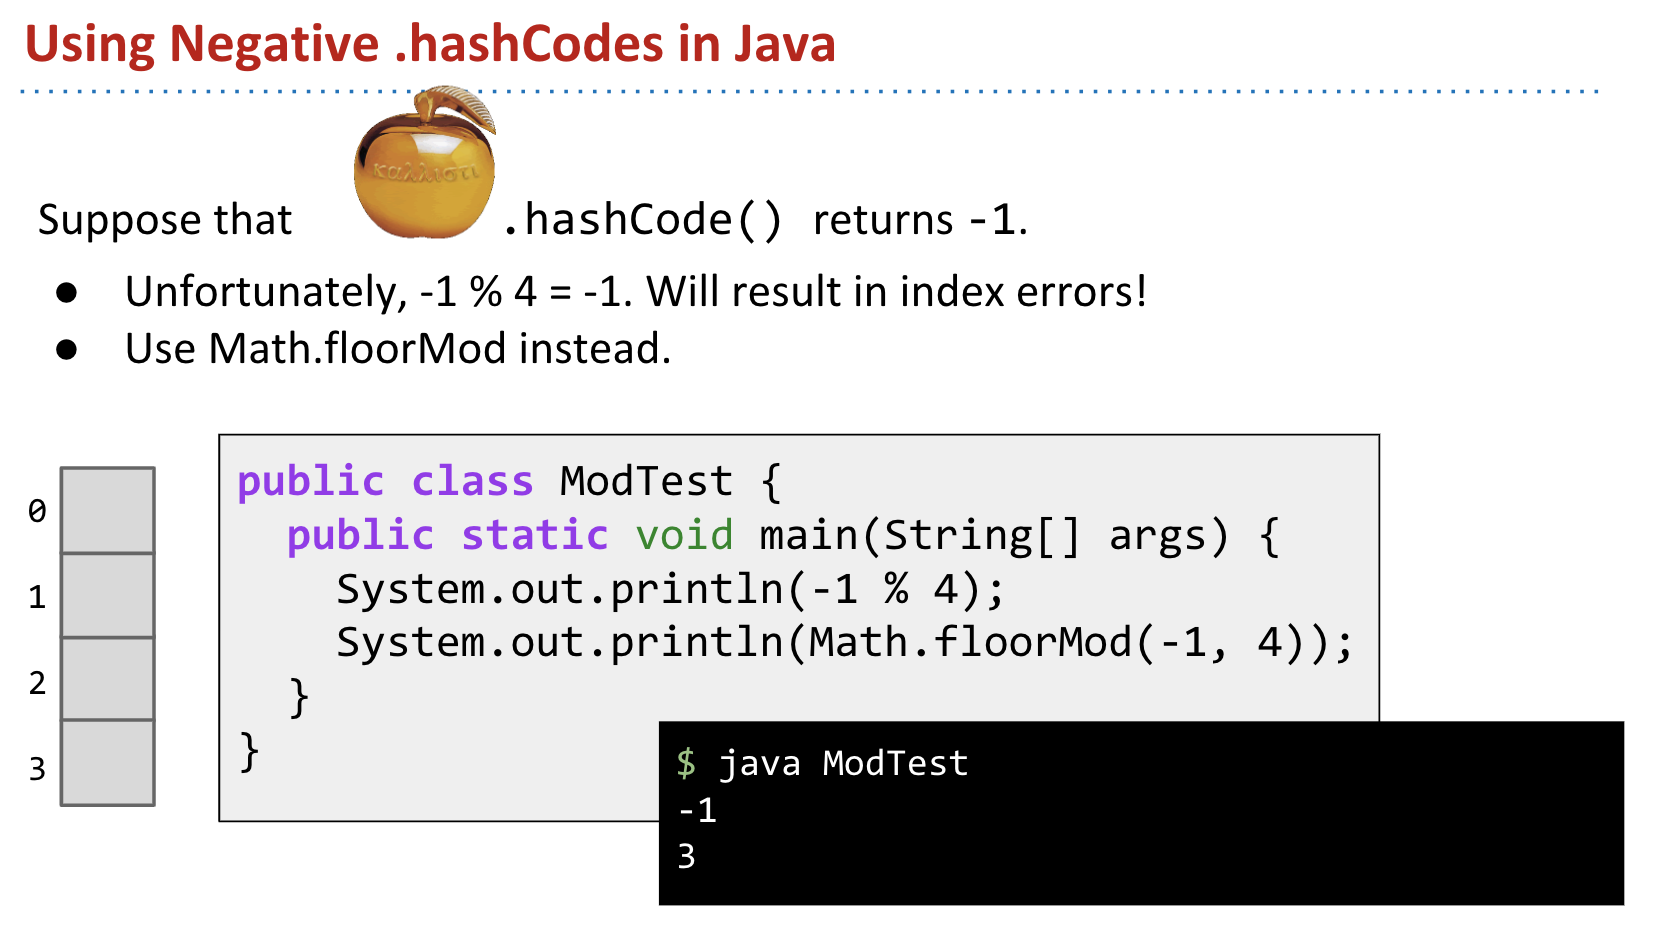 Using Negative .hashCodes in Java
καλλιστι
Suppose that .hashCode() returns -1.
● Unfortunately, -1 % 4 = -1. Will result in index errors!
● Use Math.floorMod instead.
0
1
2
3
public class ModTest {
  public static void main(String[] args) {
    System.out.println(-1 % 4);
    System.out.println(Math.floorMod(-1, 4));
  }
}
$ java ModTest
-1
3